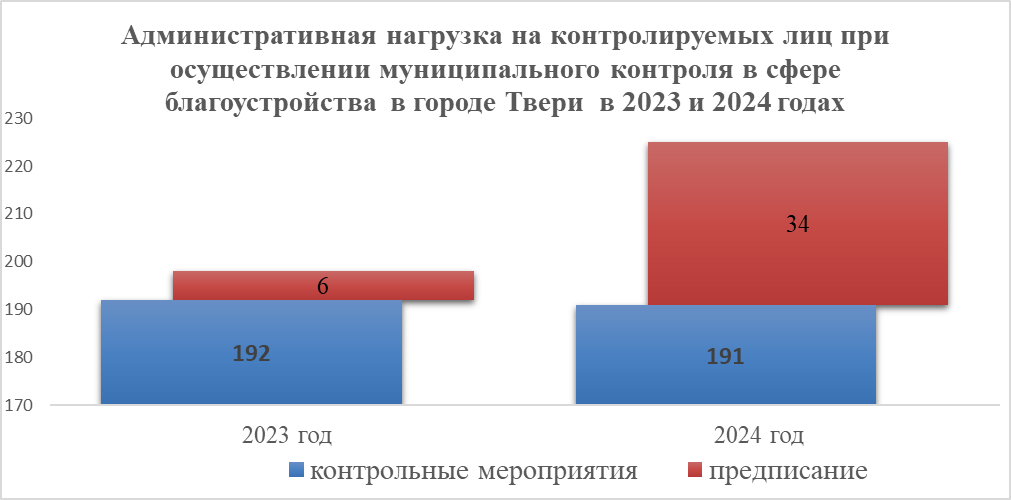 Административная нагрузка на контролируемых лиц при
осуществлении муниципального контроля в сфере
благоустройства в городе Твери в 2023 и 2024 годах
230
220
210
200
190
180
170
6
192
34
191
2023 год
2024 год
контрольные мероприятия
предписание